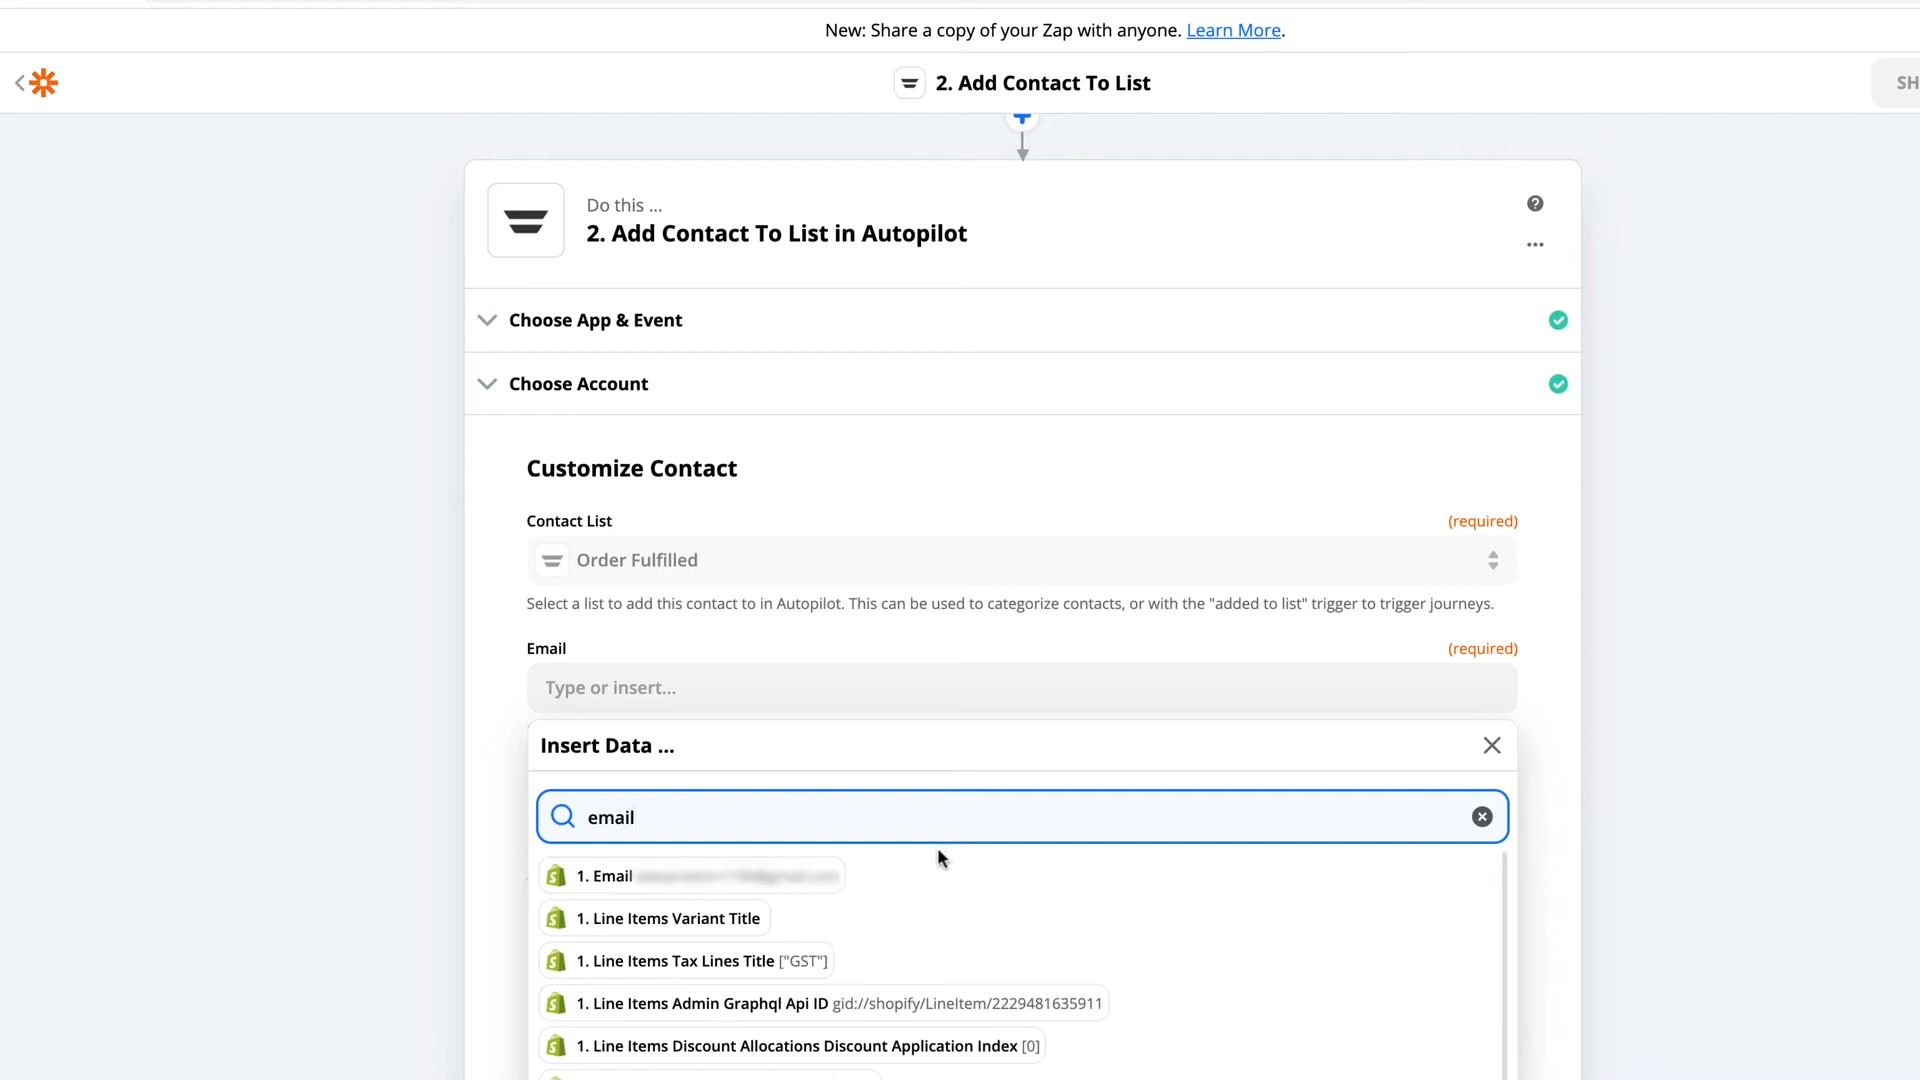 New: Share a copy of your Zap with anyone. Learn More.
2. Add Contact To List
SH
Do this ...
2. Add Contact To List in Autopilot
Choose App & Event
Choose Account
Customize Contact
Contact List (required)
Order Fulfilled
Select a list to add this contact to in Autopilot. This can be used to categorize contacts, or with the "added to list" trigger to trigger journeys.
Email (required)
Type or insert...
Insert Data ...
email
1. Email
1. Line Items Variant Title
1. Line Items Tax Lines Title ["GST"]
1. Line Items Admin Graphql Api ID gid://shopify/LineItem/2229481635911
1. Line Items Discount Allocations Discount Application Index [0]